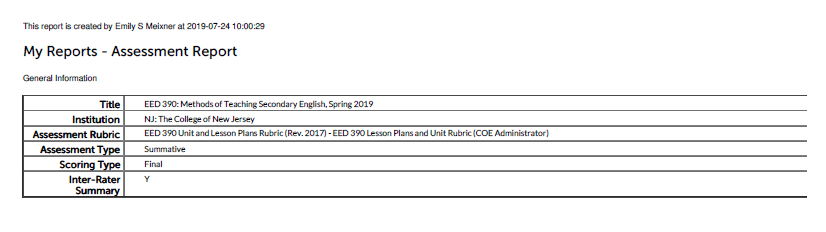 This report is created by Emily S Meixner at 2019-07-24 10:00:29
My Reports - Assessment Report
General Information
Title EED 390: Methods of Teaching Secondary English, Spring 2019
Institution NJ: The College of New Jersey
Assessment Rubric EED 390 Unit and Lesson Plans Rubric (Rev. 2017) - EED 390 Lesson Plans and Unit Rubric (COE Administrator)
Assessment Type Summative
Scoring Type Final
Inter-Rater Y
Summary